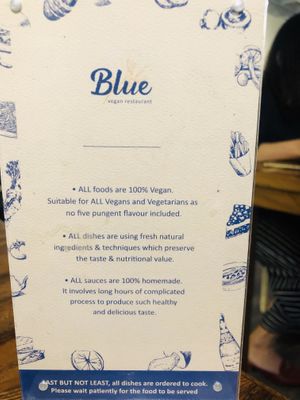 Blue
vegan restaurant
• ALL foods are 100% Vegan.
Suitable for ALL Vegans and Vegetarians as
no five pungent flavour included.
• ALL dishes are using fresh natural
ingredients & techniques which preserve
the taste & nutritional value.
• ALL sauces are 100% homemade.
It involves long hours of complicated
process to produce such healthy
and delicious taste.
LAST BUT NOT LEAST, all dishes are ordered to cook.
Please wait patiently for the food to be served